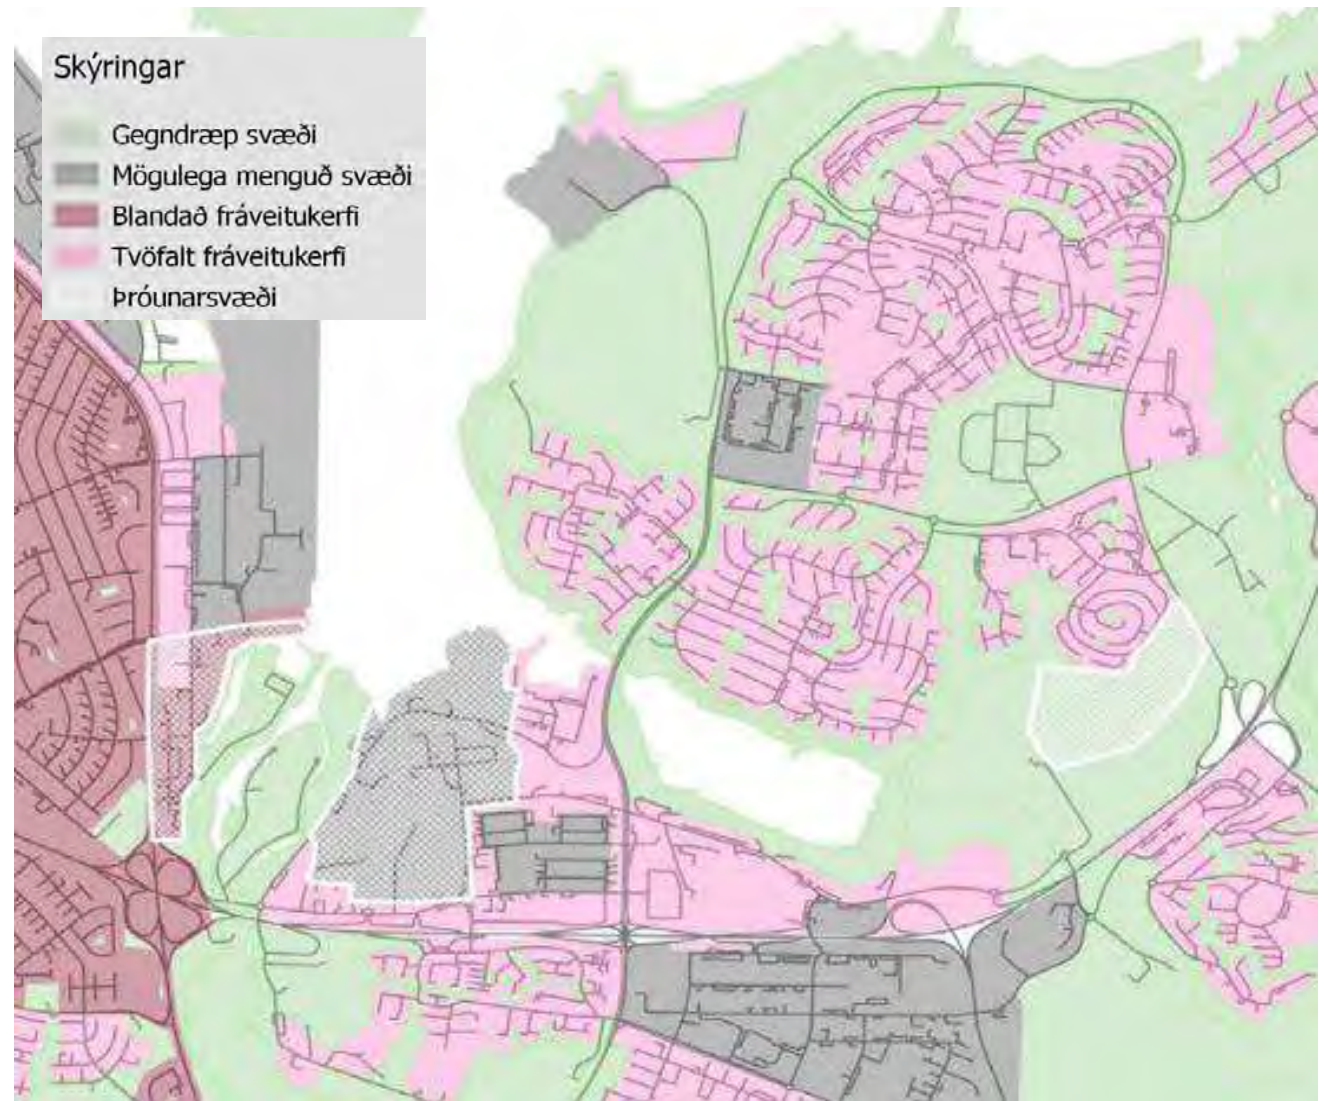 Skýringar
Gegndræp svæði
Mögulega menguð svæði
Blandað fráveitukerfi
Tvöfalt fráveitukerfi
Þróunarsvæði